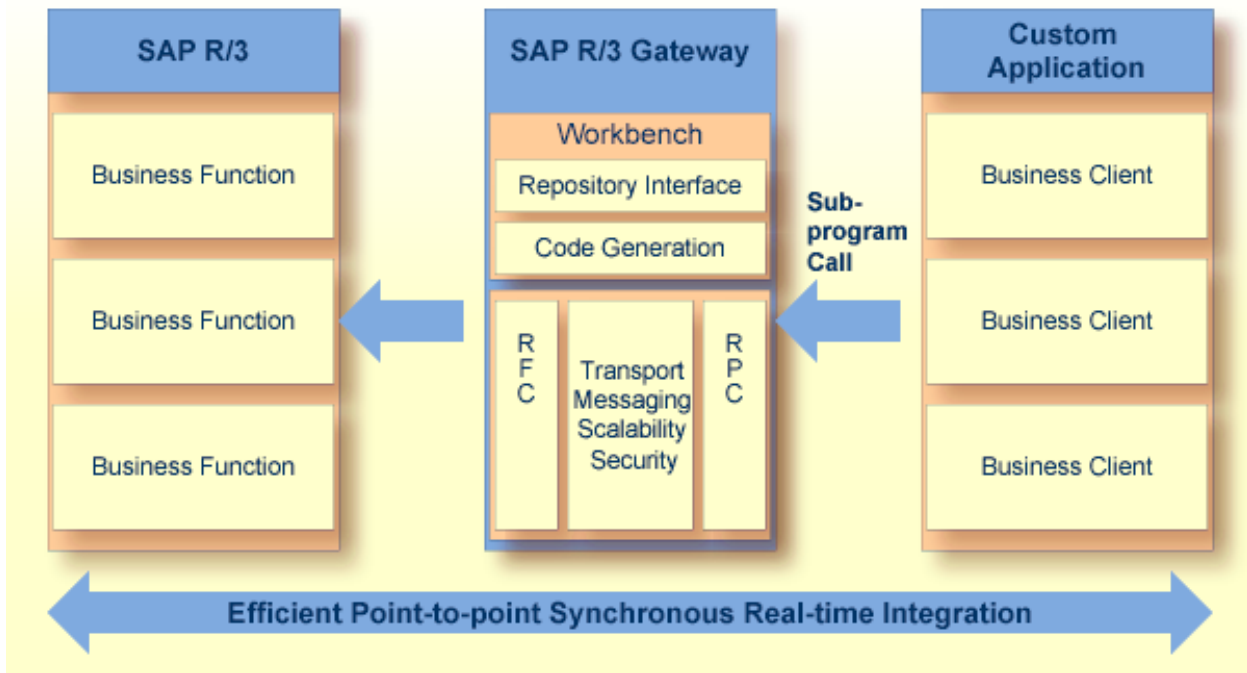 SAP R/3
Business Function
Business Function
Business Function
SAP R/3 Gateway
Workbench
Repository Interface
Code Generation
R
F
C
Transport
Messaging
Scalability
Security
R
P
C
Sub-
program
Call
Custom
Application
Business Client
Business Client
Business Client
Efficient Point-to-point Synchronous Real-time Integration